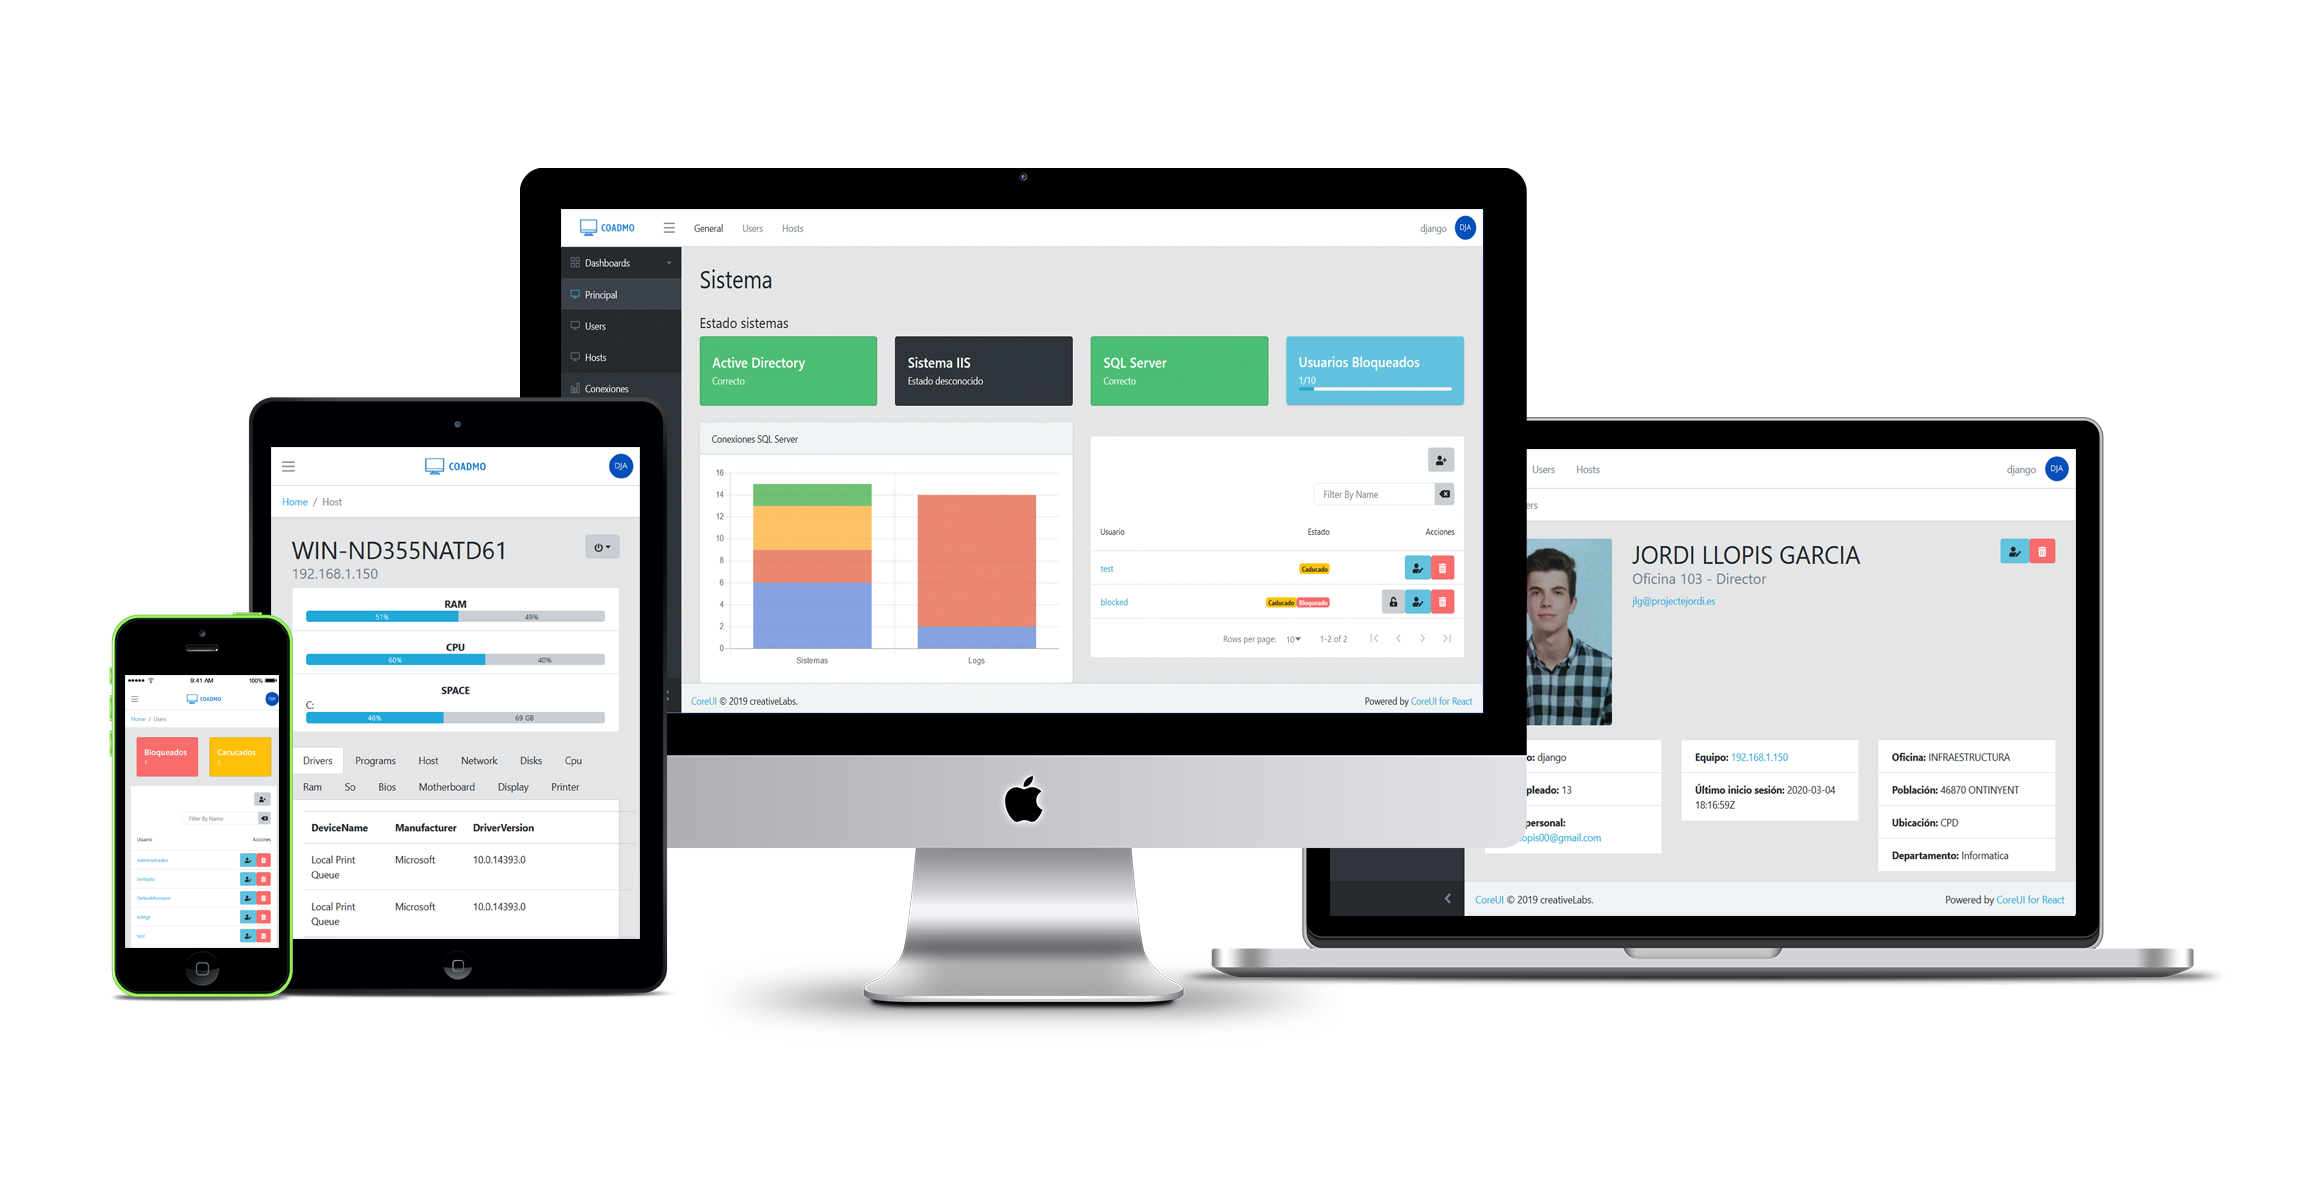 COADMO
General Users Hosts
django DJA
Dashboards
Principal
Users
Hosts
Conexiones
Sistema
Estado sistemas
Active Directory
Correcto
Sistema IIS
Estado desconocido
SQL Server
Correcto
Usuarios Bloqueados
1/10
Conexiones SQL Server
16
14
12
10
8
6
4
2
0
Sistemas Logs
Filter By Name
Usuario Estado Acciones
test Caducado
blocked Caducado Bloqueado
Rows per page: 10 1-2 of 2
CoreUI © 2019 creativeLabs.
Powered by CoreUI for React
COADMO DJA
Home / Host
WIN-ND355NATD61
192.168.1.150
RAM
51% 49%
CPU
60% 40%
SPACE
C:
46% 69 GB
Drivers Programs Host Network Disks Cpu
Ram So Bios Motherboard Display Printer
DeviceName Manufacturer DriverVersion
Local Print Microsoft 10.0.14393.0
Queue
Local Print Microsoft 10.0.14393.0
Queue
9:41 AM 100%
COADMO DJA
Home / Users
Bloqueados
1
Cacucados
Filter By Name
Usuario Acciones
Administrador
Invitado
DefaultAccount
krbtgt
test
Users Hosts
django DJA
ers
JORDI LLOPIS GARCIA
Oficina 103 - Director
jlg@projectejordi.es
o: django
pleado: 13
personal:
opis00@gmail.com
Equipo: 192.168.1.150
Último inicio sesión: 2020-03-04
18:16:59Z
Oficina: INFRAESTRUCTURA
Población: 46870 ONTINYENT
Ubicación: CPD
Departamento: Informatica
CoreUI © 2019 creativeLabs.
Powered by CoreUI for React